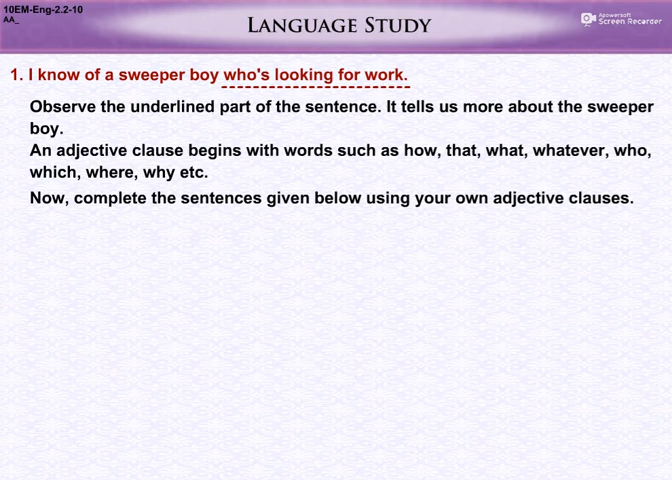 10EM-Eng-2.2-10
AA_
LANGUAGE STUDY
Apowersoft
Screen Recorder
1. I know of a sweeper boy who's looking for work.
Observe the underlined part of the sentence. It tells us more about the sweeper
boy.
An adjective clause begins with words such as how, that, what, whatever, who,
which, where, why etc.
Now, complete the sentences given below using your own adjective clauses.